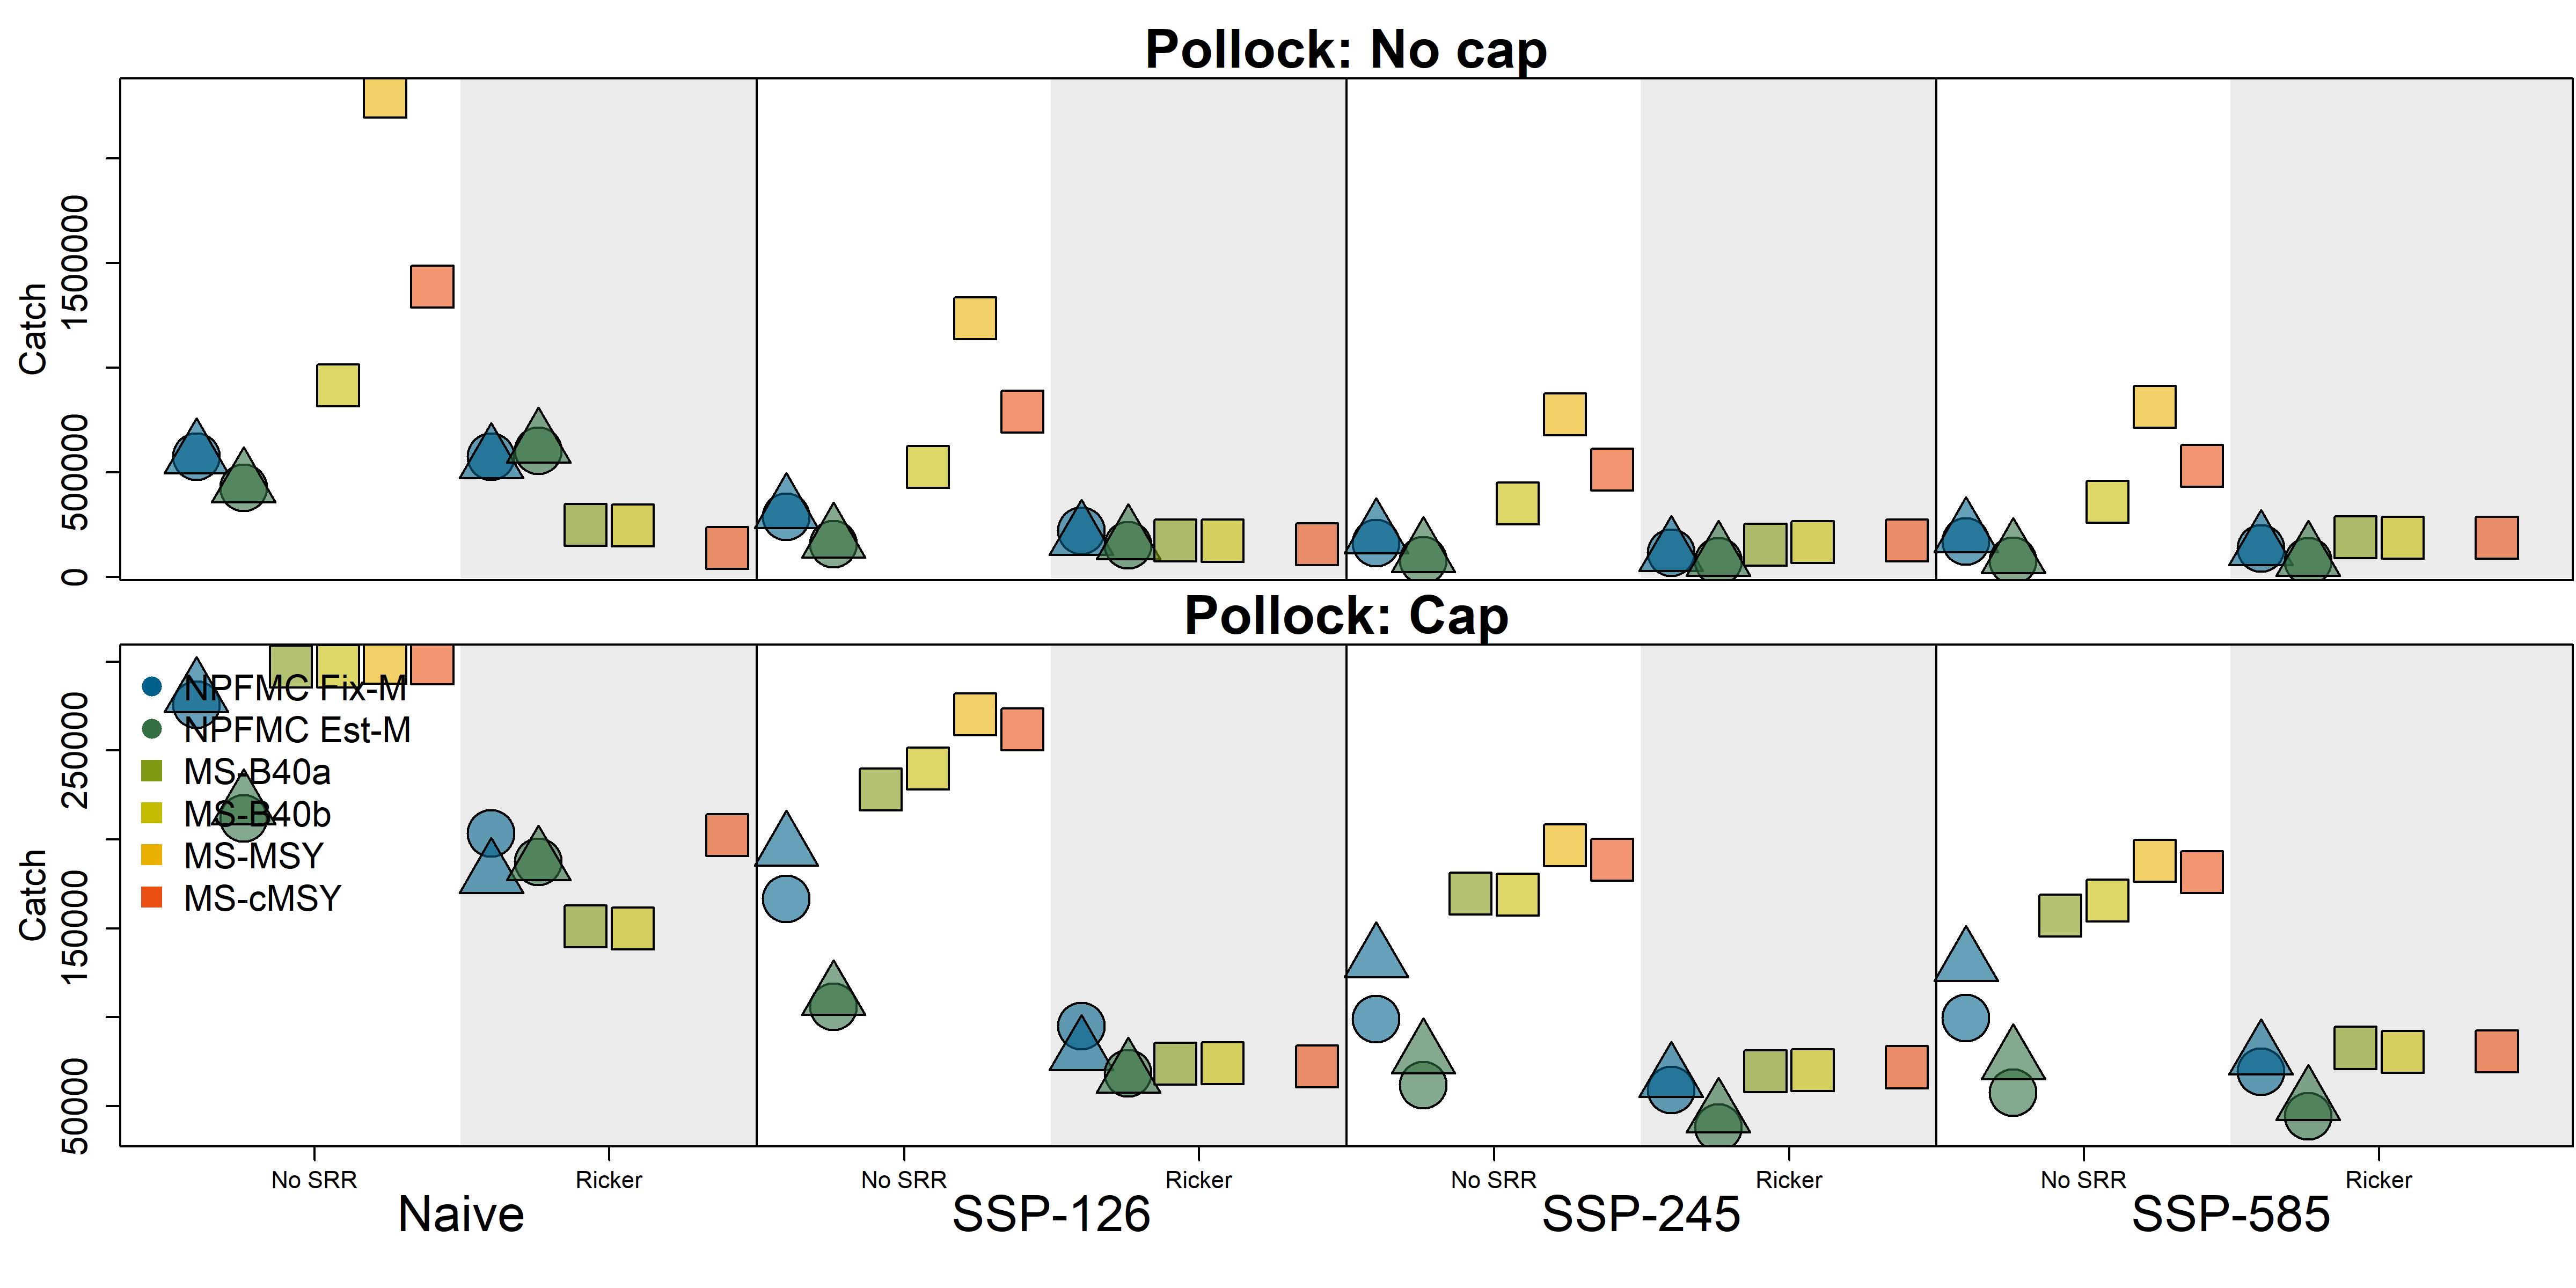 Pollock: No cap
Catch
1500000
500000
0
Pollock: Cap
Catch
250000
150000
50000
NPFMC Fix-M
NPFMC Est-M
MS-B40a
MS-B40b
MS-MSY
MS-cMSY
No SRR Ricker No SRR Ricker No SRR Ricker No SRR Ricker
Naive SSP-126 SSP-245 SSP-585